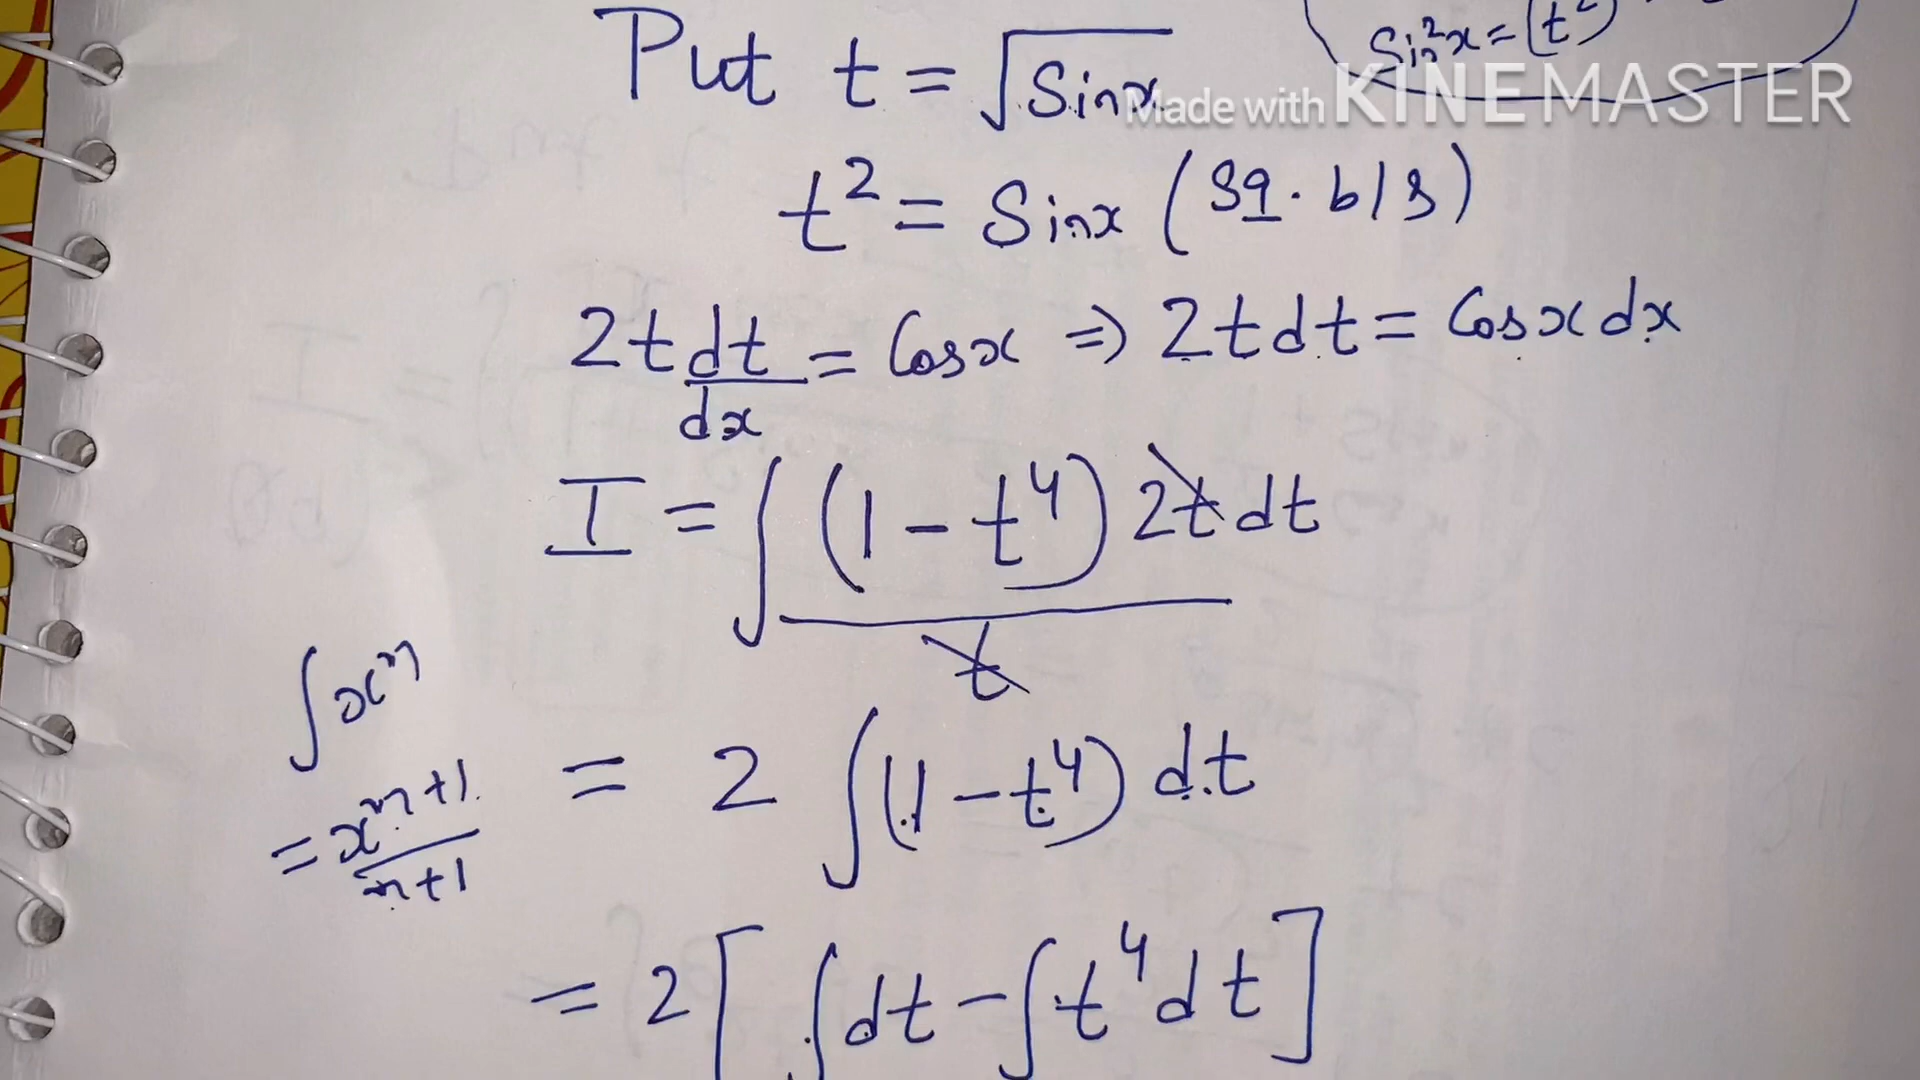 Sin²x = (t²)
Put t = √Sinx
Made with KINEMASTER
t² = Sinx (Sq. b/s)
2t dt/dx = Cosx ⇒ 2t dt = Cosx dx
I = ∫ (1 - t⁴) 2t dt / t
∫xⁿ
= xⁿ⁺¹ / n+1
= 2 ∫(1 - t⁴) dt
= 2 [ ∫dt - ∫t⁴ dt ]